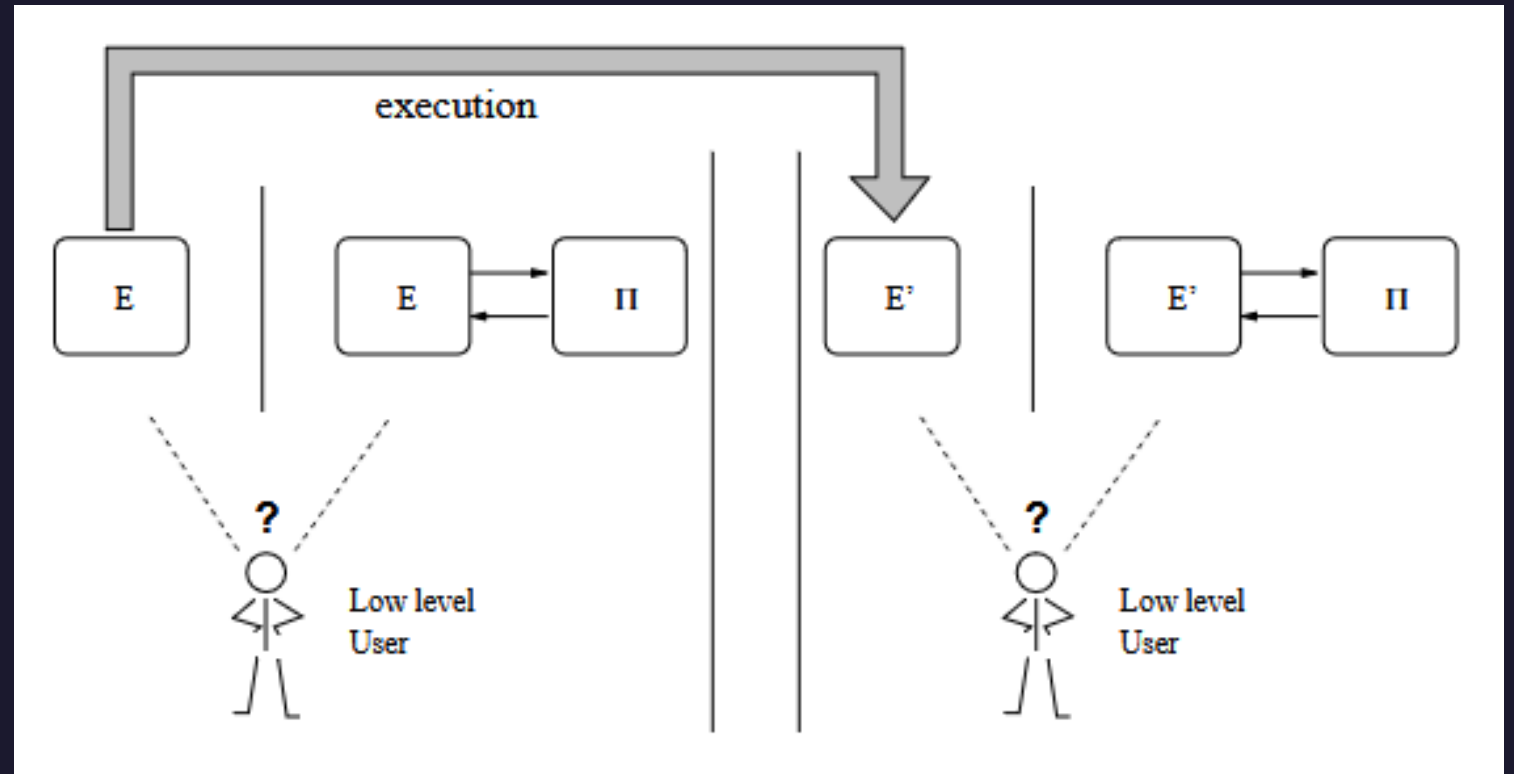 execution
E
E
Π
E’
E’
Π
?
?
Low level
User
Low level
User